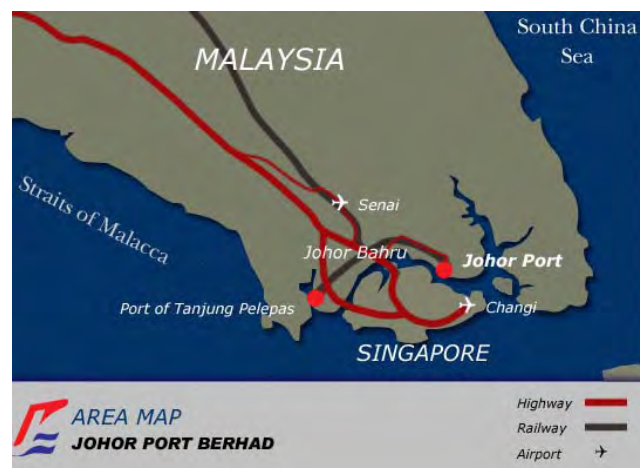 South China
Sea
MALAYSIA
Straits of Malacca
Senai
Johor Bahru
Johor Port
Port of Tanjung Pelepas
Changi
SINGAPORE
AREA MAP
JOHOR PORT BERHAD
Highway
Railway
Airport